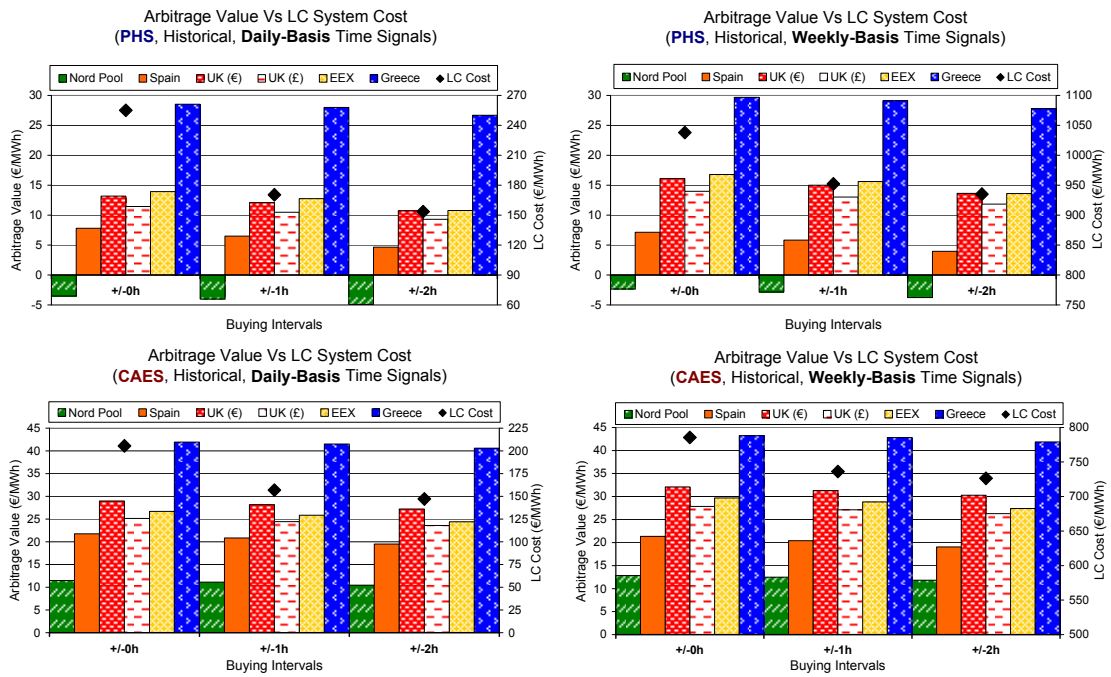 Arbitrage Value Vs LC System Cost
(PHS, Historical, Daily-Basis Time Signals)
Nord Pool Spain UK (€) UK (£) EEX Greece LC Cost
Arbitrage Value (€/MWh)
30
25
20
15
10
5
0
-5
270
240
210
180
150
120
90
60
LC Cost (€/MWh)
+/-0h +/-1h +/-2h
Buying Intervals
Arbitrage Value Vs LC System Cost
(PHS, Historical, Weekly-Basis Time Signals)
Nord Pool Spain UK (€) UK (£) EEX Greece LC Cost
Arbitrage Value (€/MWh)
30
25
20
15
10
5
0
-5
1100
1050
1000
950
900
850
800
750
LC Cost (€/MWh)
+/-0h +/-1h +/-2h
Buying Intervals
Arbitrage Value Vs LC System Cost
(CAES, Historical, Daily-Basis Time Signals)
Nord Pool Spain UK (€) UK (£) EEX Greece LC Cost
Arbitrage Value (€/MWh)
45
40
35
30
25
20
15
10
5
0
225
200
175
150
125
100
75
50
25
0
LC Cost (€/MWh)
+/-0h +/-1h +/-2h
Buying Intervals
Arbitrage Value Vs LC System Cost
(CAES, Historical, Weekly-Basis Time Signals)
Nord Pool Spain UK (€) UK (£) EEX Greece LC Cost
Arbitrage Value (€/MWh)
45
40
35
30
25
20
15
10
5
0
800
750
700
650
600
550
500
LC Cost (€/MWh)
+/-0h +/-1h +/-2h
Buying Intervals